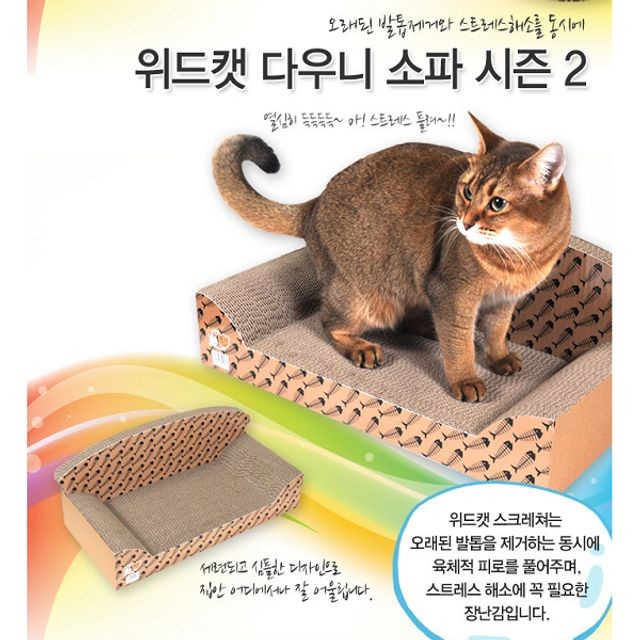 오래된 발톱제거와 스트레스해소를 동시에
위드캣 다우니 소파 시즌 2
열심히 득득득득~ 아! 스트레스 풀려~!!
세련되고 심플한 디자인으로
집안 어디에서나 잘 어울립니다.
위드캣 스크레쳐는
오래된 발톱을 제거하는 동시에
육체적 피로를 풀어주며,
스트레스 해소에 꼭 필요한
장난감입니다.